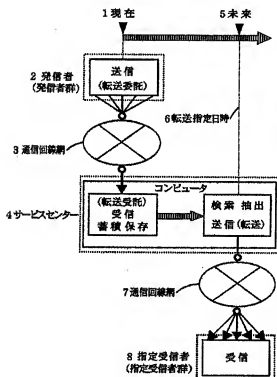 1現在
5未来
2発信者
(発信者群)
送信
(転送委託)
6転送指定日時
3通信回線網
コンピュータ
4サービスセンター
(転送受託)
受信
蓄積保存
検索 抽出
送信(転送)
7通信回線網
8指定受信者
(指定受信者群)
受信